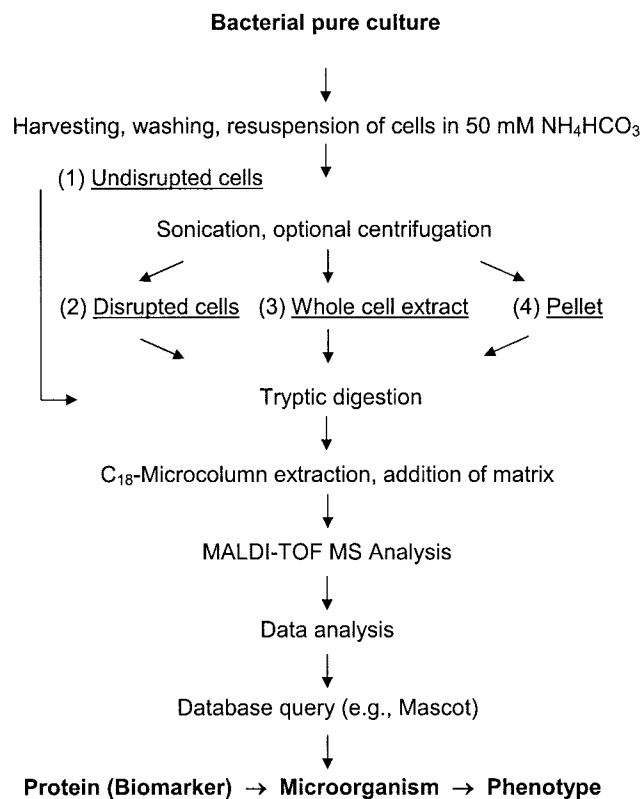 Bacterial pure culture
Harvesting, washing, resuspension of cells in 50 mM NH₄HCO₃
(1) Undisrupted cells
Sonication, optional centrifugation
(2) Disrupted cells (3) Whole cell extract (4) Pellet
Tryptic digestion
C₁₈-Microcolumn extraction, addition of matrix
MALDI-TOF MS Analysis
Data analysis
Database query (e.g., Mascot)
Protein (Biomarker) → Microorganism → Phenotype